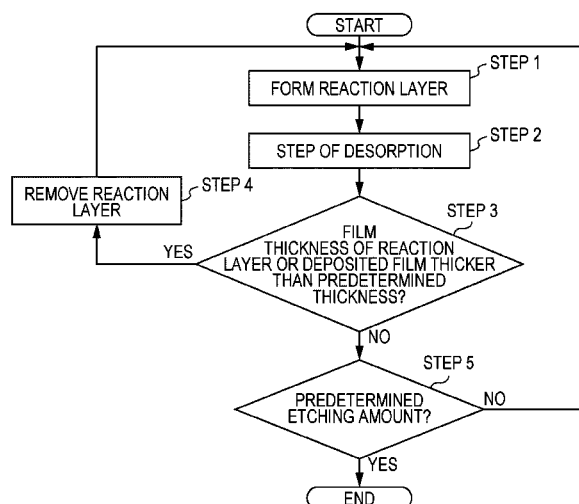 START
STEP 1
FORM REACTION LAYER
STEP 2
STEP OF DESORPTION
STEP 4
REMOVE REACTION
LAYER
STEP 3
FILM
THICKNESS OF REACTION
LAYER OR DEPOSITED FILM THICKER
THAN PREDETERMINED
THICKNESS?
YES
NO
STEP 5
PREDETERMINED
ETCHING AMOUNT?
NO
YES
END